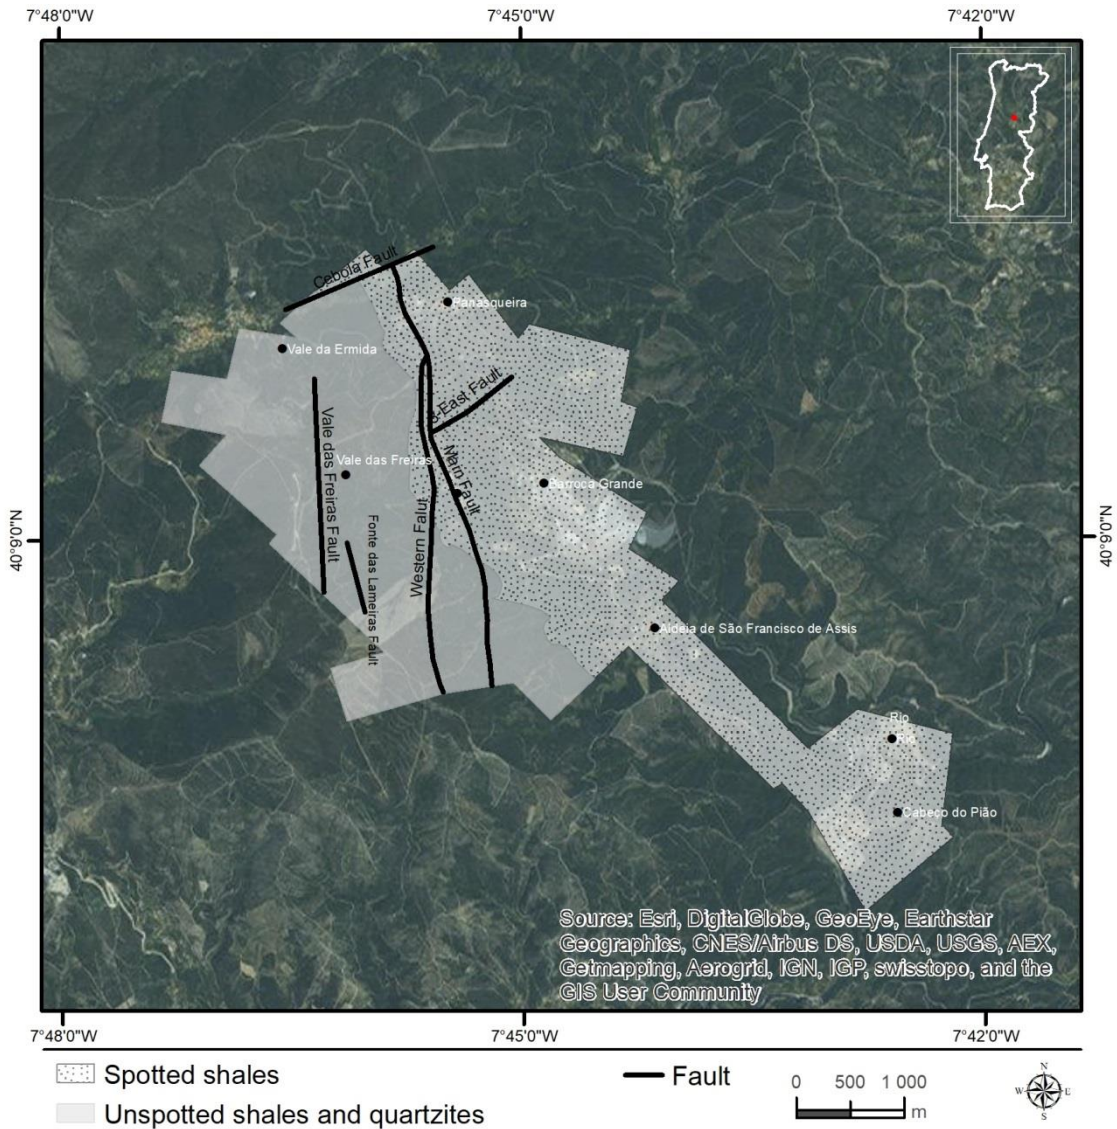 7°48'0"W
7°45'0"W
7°42'0"W
Cebola Fault
Panasqueira
Vale da Ermida
3-East Fault
Vale das Freiras Fault
Vale das Freiras
Main Fault
Barroca Grande
Western Falut
Fonte das Lameiras Fault
40°9'0"N
40°9'0"N
Aldeia de São Francisco de Assis
Rio
Rio
Cabeço do Pião
Source: Esri, DigitalGlobe, GeoEye, Earthstar
Geographics, CNES/Airbus DS, USDA, USGS, AEX,
Getmapping, Aerogrid, IGN, IGP, swisstopo, and the
GIS User Community
7°48'0"W
7°45'0"W
7°42'0"W
Spotted shales
Unspotted shales and quartzites
Fault
0 500 1 000
m
N
W E
S